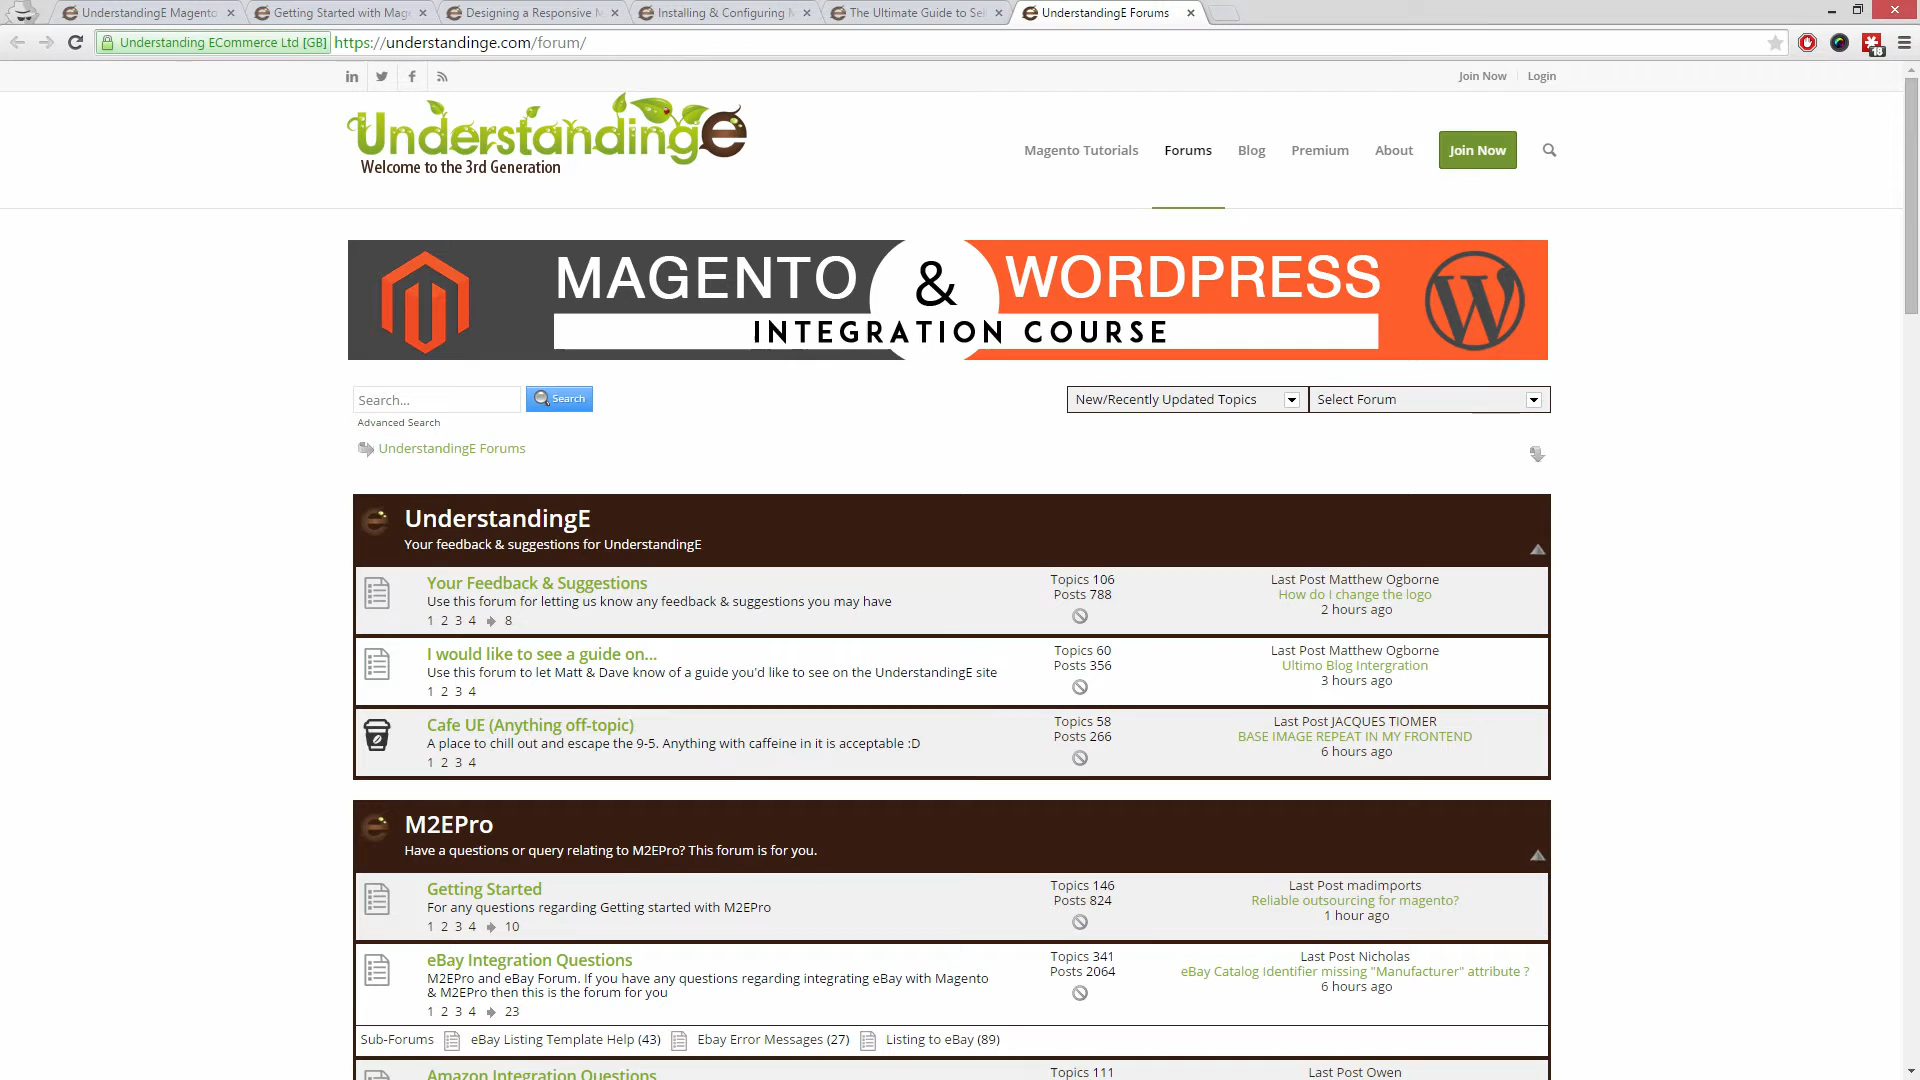 UnderstandingE Magento
Getting Started with Mag
Designing a Responsive M
Installing & Configuring M
The Ultimate Guide to Sel
UnderstandingE Forums
Understanding ECommerce Ltd [GB]
https://understandinge.com/forum/
18
Join Now
Login
UnderstandingE
Welcome to the 3rd Generation
Magento Tutorials
Forums
Blog
Premium
About
Join Now
MAGENTO & WORDPRESS
INTEGRATION COURSE
Search...
Search
New/Recently Updated Topics
Select Forum
Advanced Search
UnderstandingE Forums
UnderstandingE
Your feedback & suggestions for UnderstandingE
Your Feedback & Suggestions
Use this forum for letting us know any feedback & suggestions you may have
1 2 3 4 8
Topics 106
Posts 788
Last Post Matthew Ogborne
How do I change the logo
2 hours ago
I would like to see a guide on...
Use this forum to let Matt & Dave know of a guide you'd like to see on the UnderstandingE site
1 2 3 4
Topics 60
Posts 356
Last Post Matthew Ogborne
Ultimo Blog Intergration
3 hours ago
Cafe UE (Anything off-topic)
A place to chill out and escape the 9-5. Anything with caffeine in it is acceptable :D
1 2 3 4
Topics 58
Posts 266
Last Post JACQUES TIOMER
BASE IMAGE REPEAT IN MY FRONTEND
6 hours ago
M2EPro
Have a questions or query relating to M2EPro? This forum is for you.
Getting Started
For any questions regarding Getting started with M2EPro
1 2 3 4 10
Topics 146
Posts 824
Last Post madimports
Reliable outsourcing for magento?
1 hour ago
eBay Integration Questions
M2EPro and eBay Forum. If you have any questions regarding integrating eBay with Magento
& M2EPro then this is the forum for you
1 2 3 4 23
Topics 341
Posts 2064
Last Post Nicholas
eBay Catalog Identifier missing "Manufacturer" attribute ?
6 hours ago
Sub-Forums eBay Listing Template Help (43) Ebay Error Messages (27) Listing to eBay (89)
Amazon Integration Questions
Topics 111
Last Post Owen